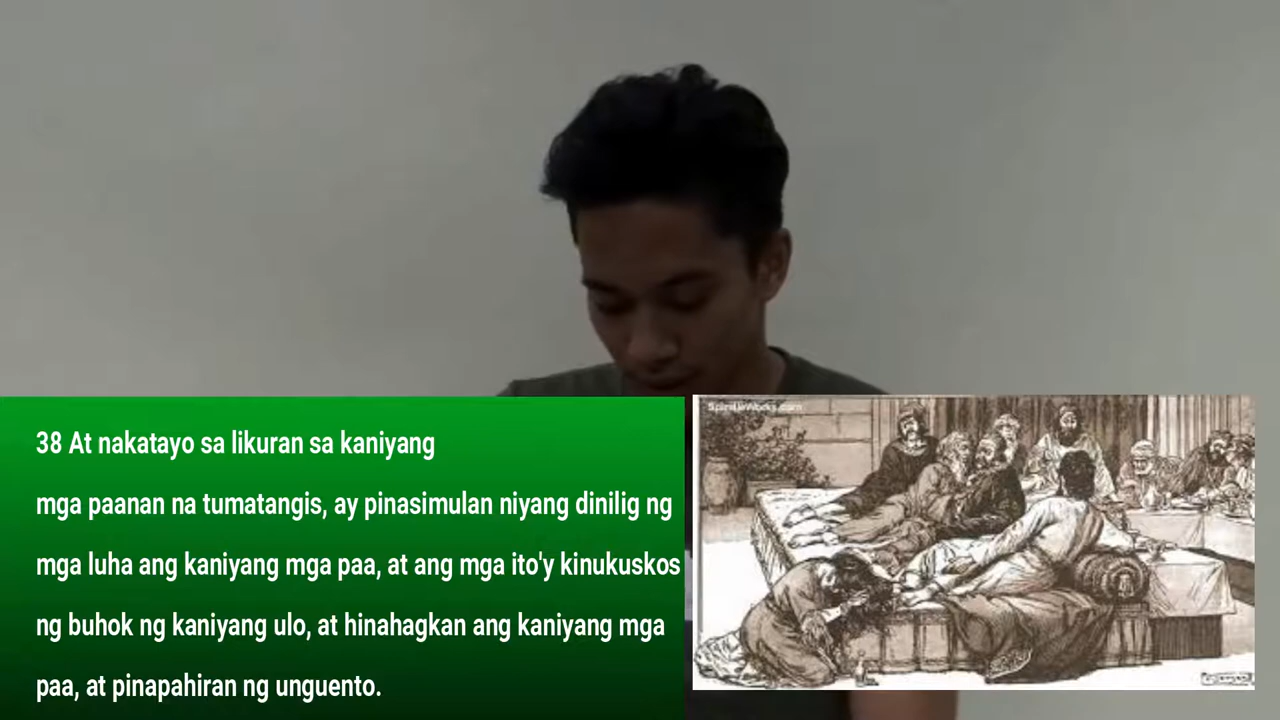 38 At nakatayo sa likuran sa kaniyang
mga paanan na tumatangis, ay pinasimulan niyang dinilig ng
mga luha ang kaniyang mga paa, at ang mga ito'y kinukuskos
ng buhok ng kaniyang ulo, at hinahagkan ang kaniyang mga
paa, at pinapahiran ng unguento.